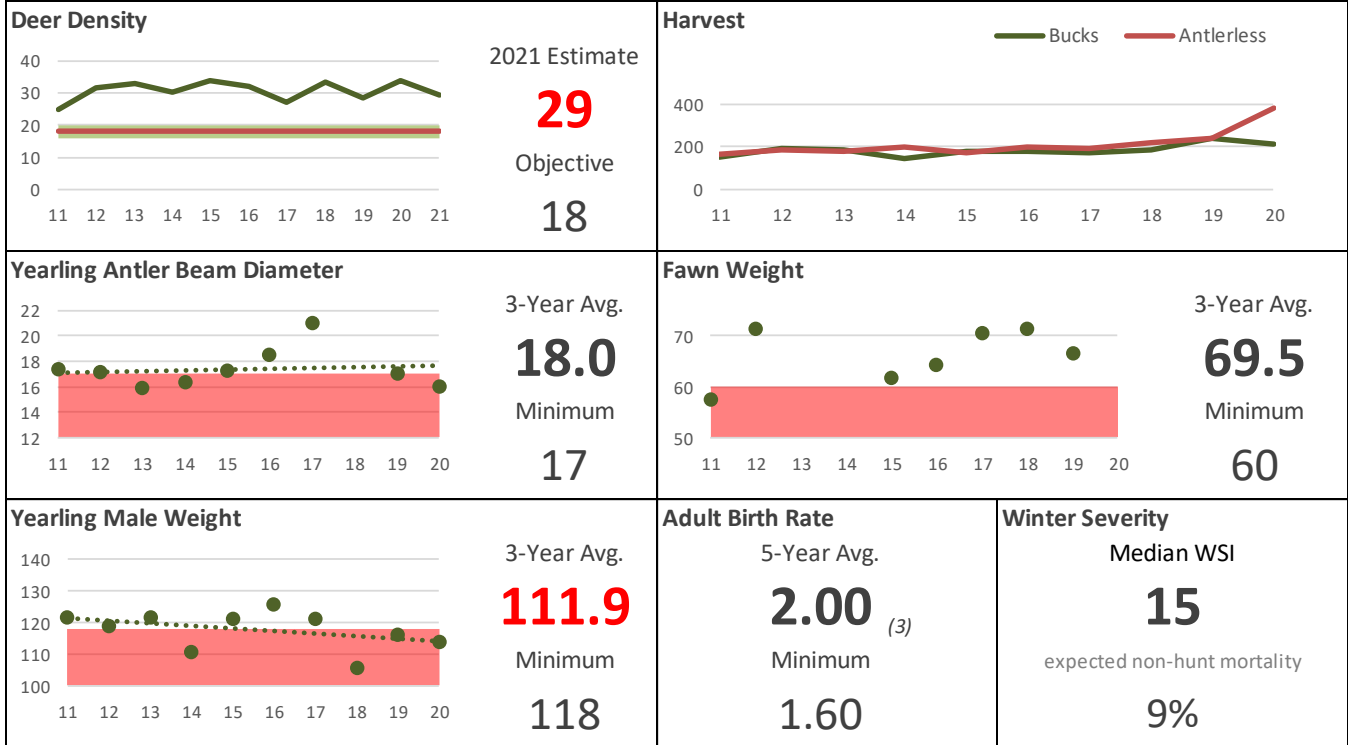 Deer Density
40
30
20
10
0
11 12 13 14 15 16 17 18 19 20 21
2021 Estimate
29
Objective
18
Harvest
Bucks Antlerless
400
200
0
11 12 13 14 15 16 17 18 19 20
Yearling Antler Beam Diameter
22
20
18
16
14
12
11 12 13 14 15 16 17 18 19 20
3-Year Avg.
18.0
Minimum
17
Fawn Weight
70
60
50
11 12 13 14 15 16 17 18 19 20
3-Year Avg.
69.5
Minimum
60
Yearling Male Weight
140
130
120
110
100
11 12 13 14 15 16 17 18 19 20
3-Year Avg.
111.9
Minimum
118
Adult Birth Rate
5-Year Avg.
2.00 (3)
Minimum
1.60
Winter Severity
Median WSI
15
expected non-hunt mortality
9%